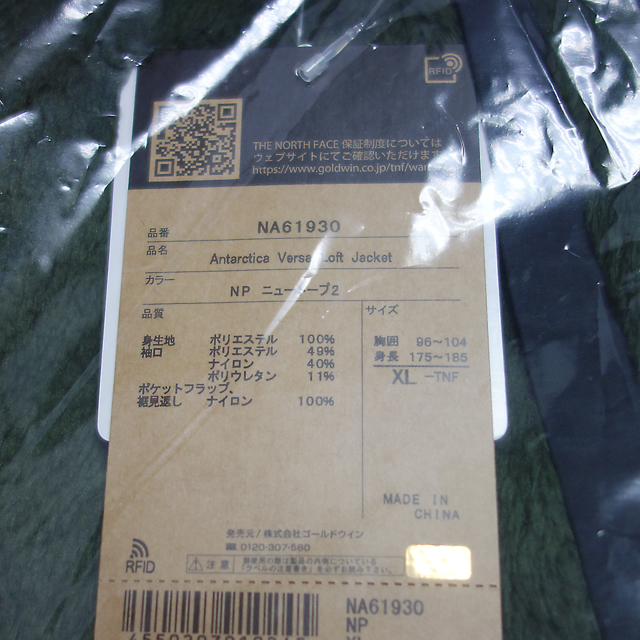 RFID
THE NORTH FACE 保証制度については
ウェブサイトにてご確認いただけます
https://www.goldwin.co.jp/tnf/war
品番 NA61930
品名 Antarctica Versa Loft Jacket
カラー NP ニュー
品質
身生地 ポリエステル 100%
袖口 ポリエステル 49%
ナイロン 40%
ポリウレタン 11%
ポケットフラップ、
裾見返し ナイロン 100%
サイズ
胸囲 96~104
身長 175~185
XL -TNF
MADE IN
CHINA
発売元/株式会社ゴールドウイン
0120-307-560
RFID
注意
NA61930
NP